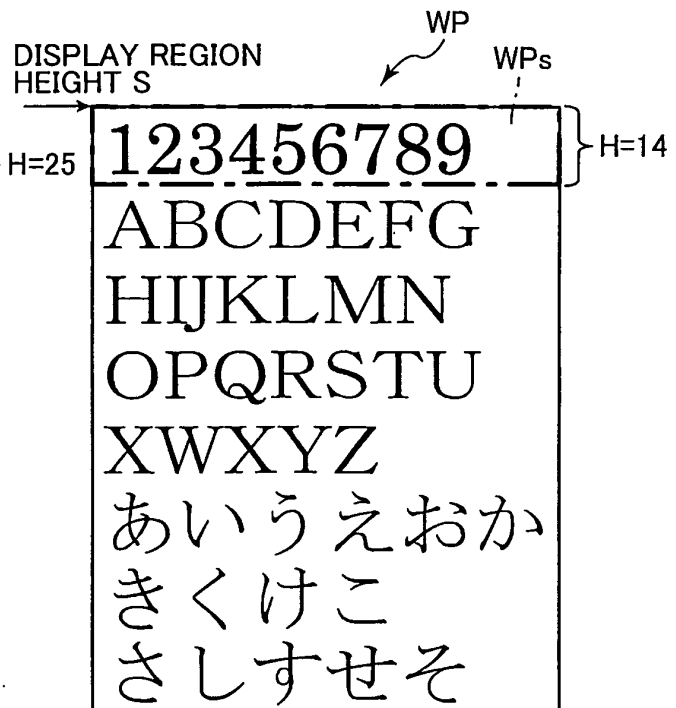 WP
DISPLAY REGION
HEIGHT S
WPs
H=25
123456789
H=14
ABCDEFG
HIJKLMN
OPQRSTU
XWXYZ
あいうえおか
きくけこ
さしすせそ